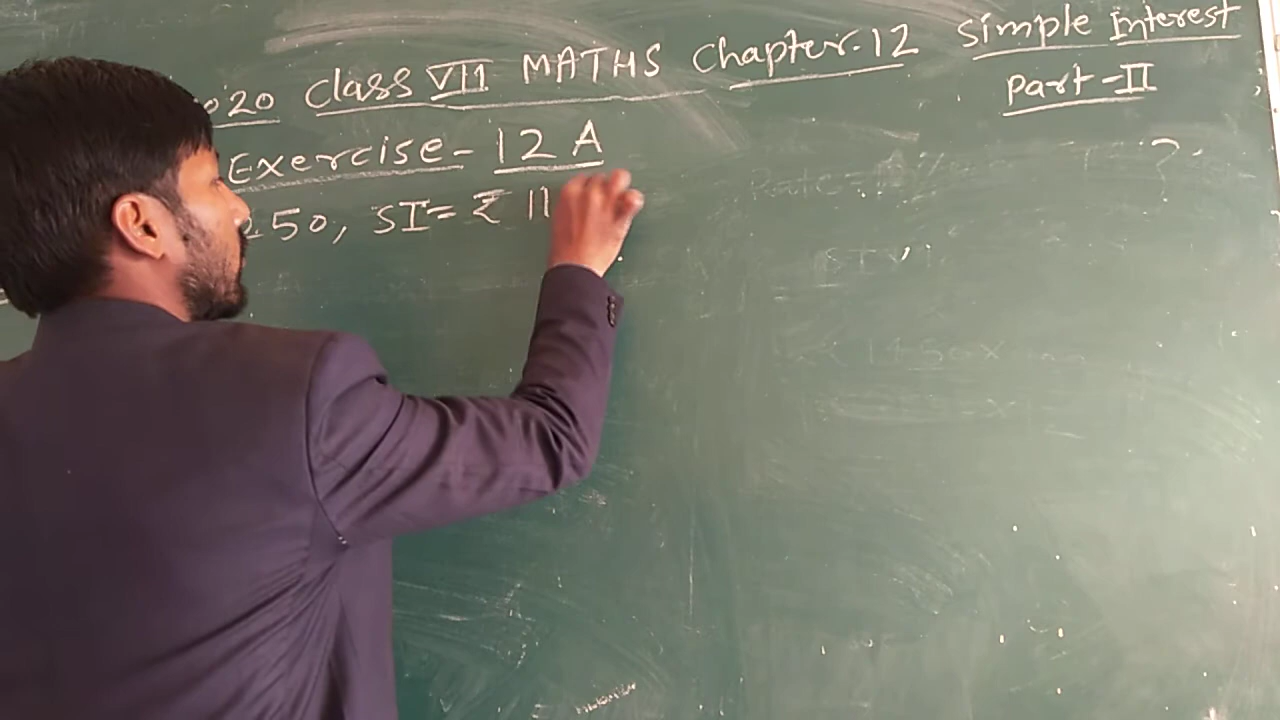 020 Class VII MATHS Chapter-12 Simple Interest
Part-II
Exercise-12 A
250, SI=₹ 11
?